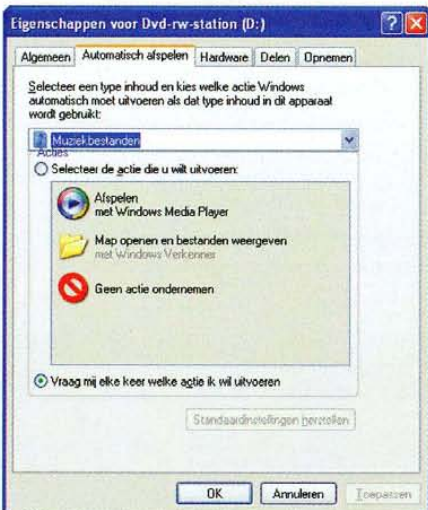 Eigenschappen voor Dvd-rw-station (D:)
Algemeen Automatisch afspelen Hardware Delen Opnemen
Selecteer een type inhoud en kies welke actie Windows
automatisch moet uitvoeren als dat type inhoud in dit apparaat
wordt gebruikt:
Muziekbestanden
Acties
Selecteer de actie die u wilt uitvoeren:
Afspelen
met Windows Media Player
Map openen en bestanden weergeven
met Windows Verkenner
Geen actie ondernemen
Vraag mij elke keer welke actie ik wil uitvoeren
Standaardinstellingen herstellen
OK Annuleren Toepassen